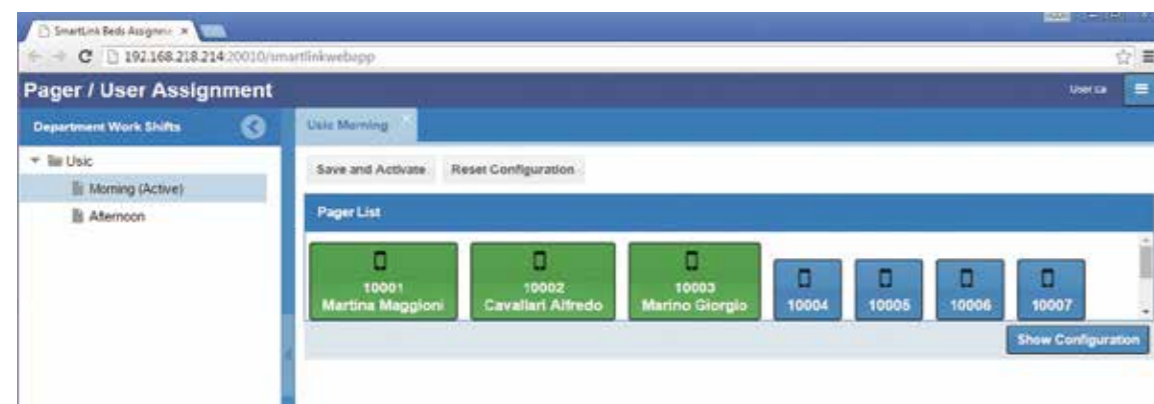 SmartLink Beds Assignme
192.168.218.214:20010/smartlinkwebapp
Pager / User Assignment
User ca
Department Work Shifts
Usic Morning
Usic
Save and Activate Reset Configuration
Morning (Active)
Afternoon
Pager List
10001
Martina Maggioni
10002
Cavallari Alfredo
10003
Marino Giorgio
10004
10005
10006
10007
Show Configuration